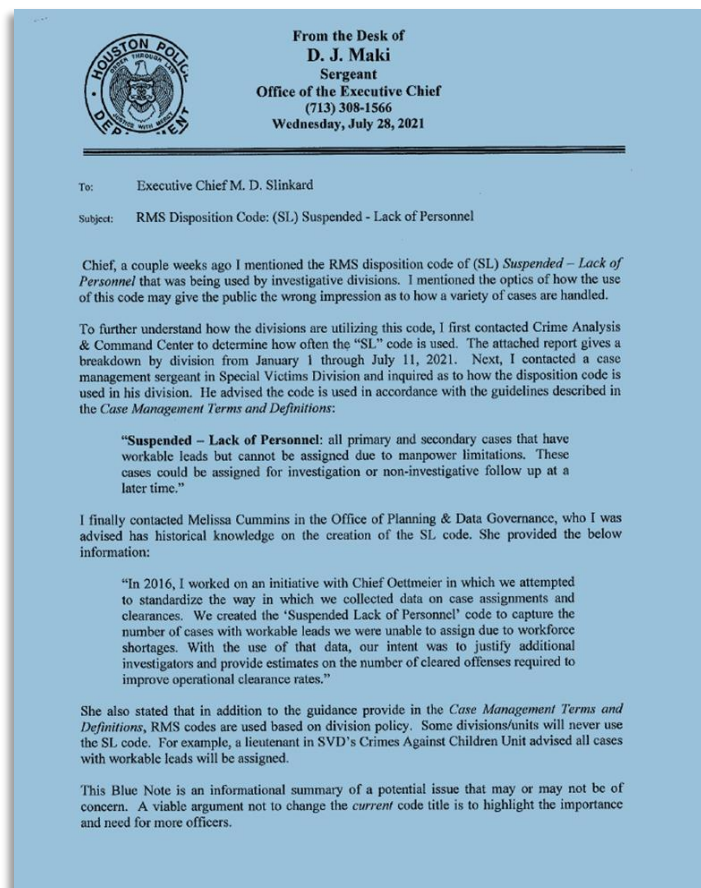 HOUSTON POLICE
ORDER THROUGH LAW
JUSTICE WITH MERCY
DEPARTMENT
From the Desk of
D. J. Maki
Sergeant
Office of the Executive Chief
(713) 308-1566
Wednesday, July 28, 2021
To: Executive Chief M. D. Slinkard
Subject: RMS Disposition Code: (SL) Suspended - Lack of Personnel
Chief, a couple weeks ago I mentioned the RMS disposition code of (SL) Suspended – Lack of
Personnel that was being used by investigative divisions. I mentioned the optics of how the use
of this code may give the public the wrong impression as to how a variety of cases are handled.
To further understand how the divisions are utilizing this code, I first contacted Crime Analysis
& Command Center to determine how often the “SL” code is used. The attached report gives a
breakdown by division from January 1 through July 11, 2021. Next, I contacted a case
management sergeant in Special Victims Division and inquired as to how the disposition code is
used in his division. He advised the code is used in accordance with the guidelines described in
the Case Management Terms and Definitions:
“Suspended – Lack of Personnel: all primary and secondary cases that have
workable leads but cannot be assigned due to manpower limitations. These
cases could be assigned for investigation or non-investigative follow up at a
later time.”
I finally contacted Melissa Cummins in the Office of Planning & Data Governance, who I was
advised has historical knowledge on the creation of the SL code. She provided the below
information:
“In 2016, I worked on an initiative with Chief Oettmeier in which we attempted
to standardize the way in which we collected data on case assignments and
clearances. We created the ‘Suspended Lack of Personnel’ code to capture the
number of cases with workable leads we were unable to assign due to workforce
shortages. With the use of that data, our intent was to justify additional
investigators and provide estimates on the number of cleared offenses required to
improve operational clearance rates.”
She also stated that in addition to the guidance provide in the Case Management Terms and
Definitions, RMS codes are used based on division policy. Some divisions/units will never use
the SL code. For example, a lieutenant in SVD’s Crimes Against Children Unit advised all cases
with workable leads will be assigned.
This Blue Note is an informational summary of a potential issue that may or may not be of
concern. A viable argument not to change the current code title is to highlight the importance
and need for more officers.